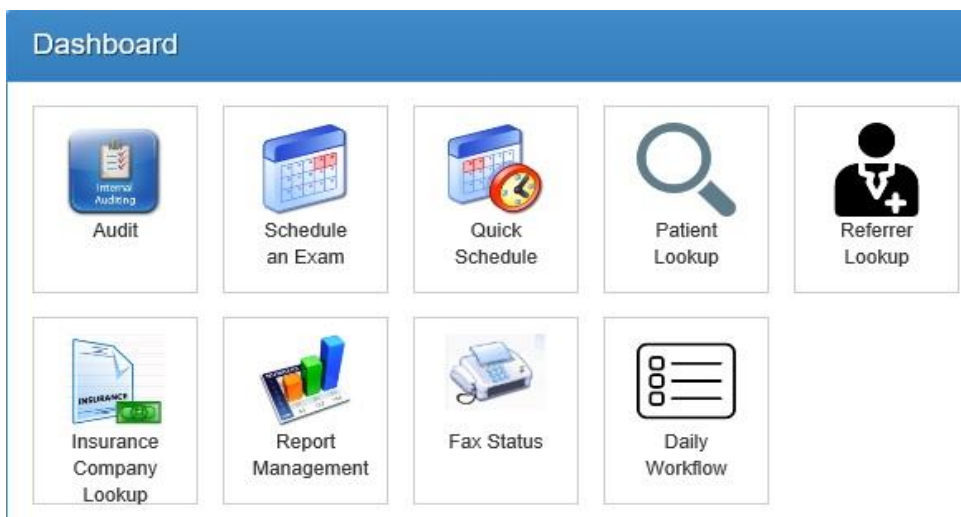 Dashboard
Internal
Auditing
Audit
Schedule
an Exam
Quick
Schedule
Patient
Lookup
Referrer
Lookup
INSURANCE
Insurance
Company
Lookup
Report
Management
Fax Status
Daily
Workflow